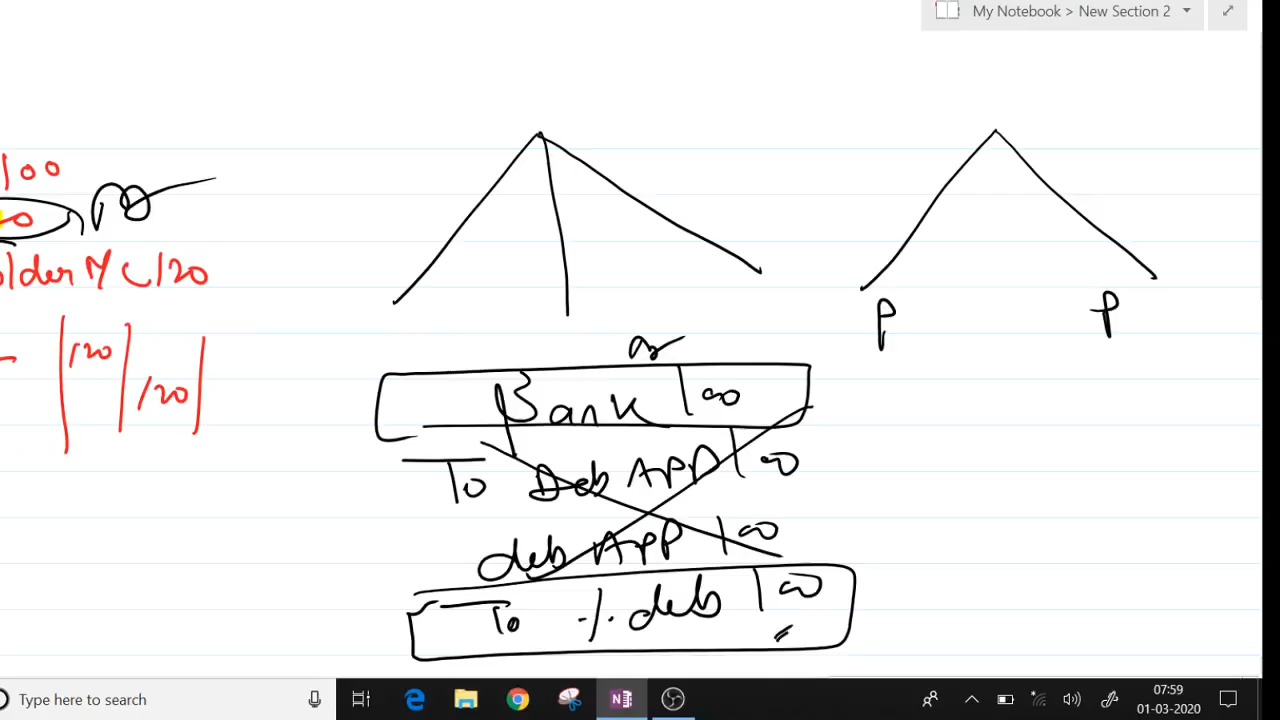 My Notebook > New Section 2
100
older A/c 120
120
120
P P
Bank 100
To Deb APP 100
deb APP 100
To %. deb 100
Type here to search
07:59
01-03-2020